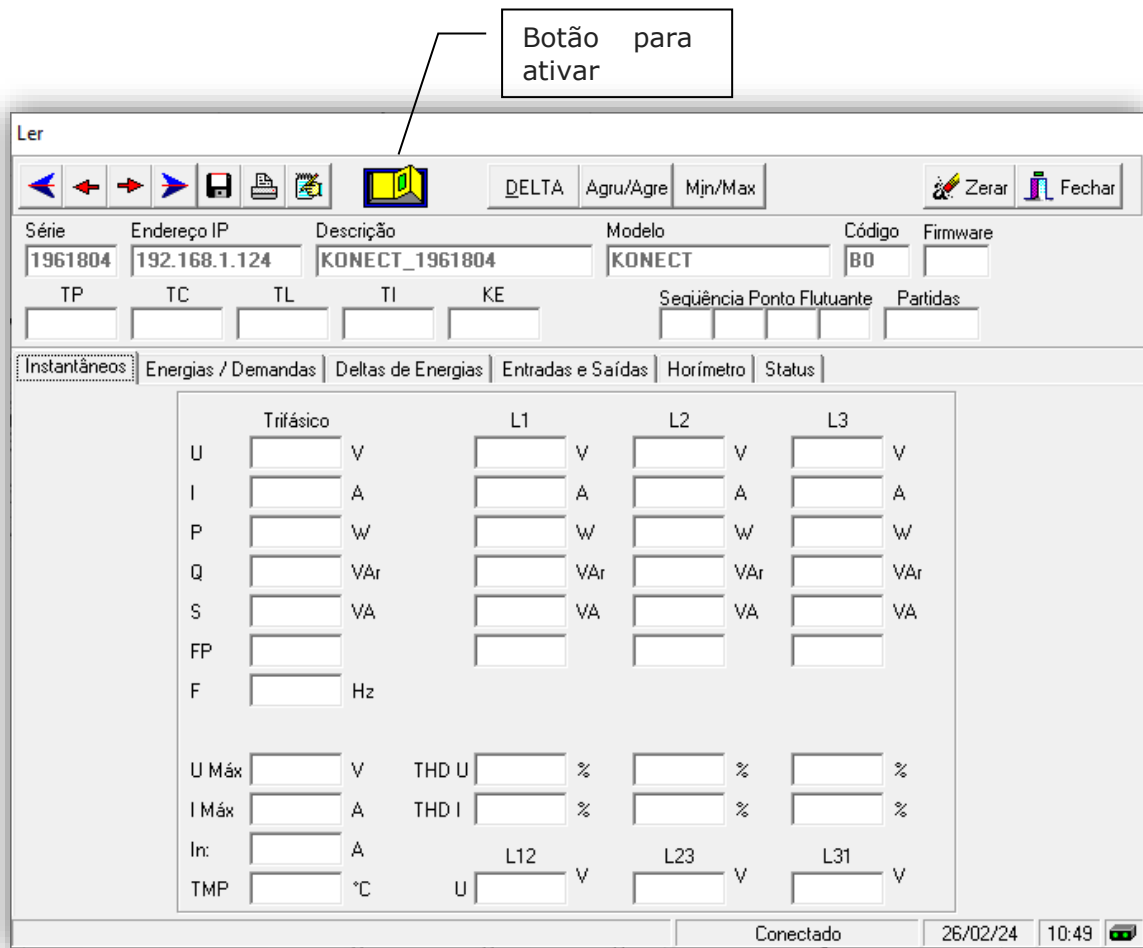 Botão para
ativar
Ler
DELTA Agru/Agre Min/Max Zerar Fechar
Série Endereço IP Descrição Modelo Código Firmware
1961804 192.168.1.124 KONECT_1961804 KONECT B0
TP TC TL TI KE Seqüência Ponto Flutuante Partidas
Instantâneos Energias / Demandas Deltas de Energias Entradas e Saídas Horímetro Status
Trifásico L1 L2 L3
U V V V V
I A A A A
P W W W W
Q VAr VAr VAr VAr
S VA VA VA VA
FP
F Hz
U Máx V THD U % % %
I Máx A THD I % % %
In: A L12 L23 L31
TMP °C U V V V
Conectado 26/02/24 10:49